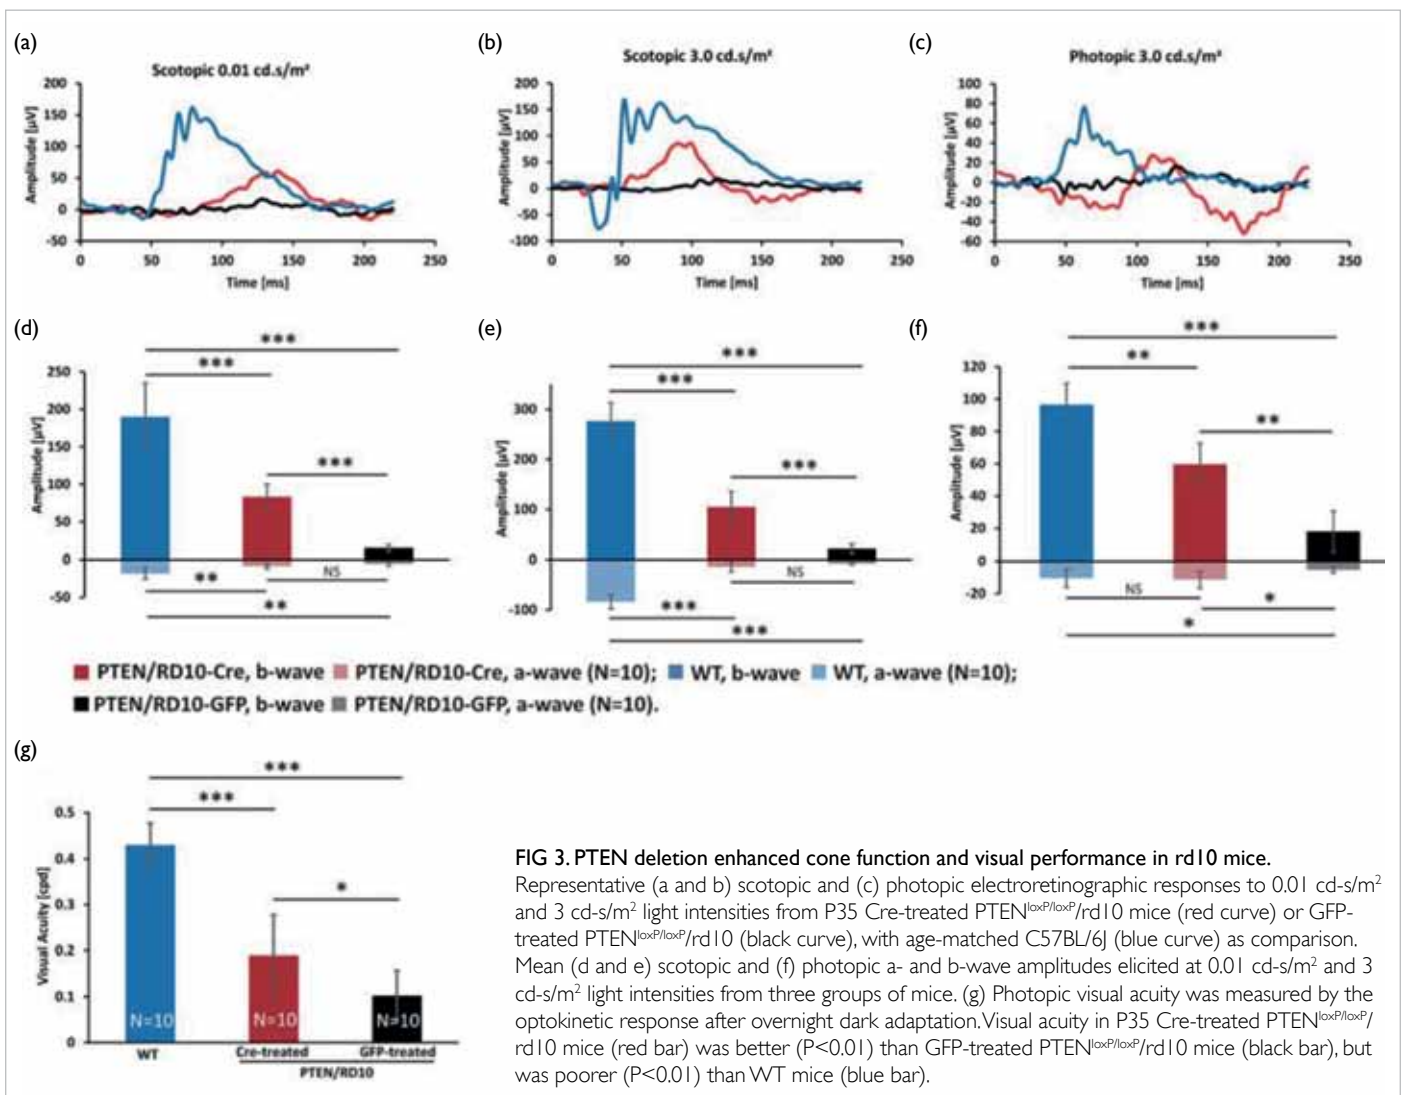 (a)
Scotopic 0.01 cd.s/m²
Amplitude [µV]
200
150
100
50
0
-50
0 50 100 150 200 250
Time [ms]
(b)
Scotopic 3.0 cd.s/m²
Amplitude [µV]
200
150
100
50
0
-50
-100
0 50 100 150 200 250
Time [ms]
(c)
Photopic 3.0 cd.s/m²
Amplitude [µV]
100
80
60
40
20
0
-20
-40
-60
0 50 100 150 200 250
Time [ms]
(d)
Amplitude [µV]
250
200
150
100
50
0
-50
***
***
***
**
NS
**
(e)
Amplitude [µV]
300
200
100
0
-100
***
***
***
NS
***
***
(f)
Amplitude [µV]
120
100
80
60
40
20
0
-20
***
**
**
NS
*
*
PTEN/RD10-Cre, b-wave PTEN/RD10-Cre, a-wave (N=10); WT, b-wave WT, a-wave (N=10);
PTEN/RD10-GFP, b-wave PTEN/RD10-GFP, a-wave (N=10).
(g)
Visual Acuity [cpd]
0.5
0.4
0.3
0.2
0.1
0
***
***
*
N=10 N=10 N=10
WT Cre-treated GFP-treated
PTEN/RD10
FIG 3. PTEN deletion enhanced cone function and visual performance in rd10 mice.
Representative (a and b) scotopic and (c) photopic electroretinographic responses to 0.01 cd-s/m²
and 3 cd-s/m² light intensities from P35 Cre-treated PTENloxP/loxP/rd10 mice (red curve) or GFP-
treated PTENloxP/loxP/rd10 (black curve), with age-matched C57BL/6J (blue curve) as comparison.
Mean (d and e) scotopic and (f) photopic a- and b-wave amplitudes elicited at 0.01 cd-s/m² and 3
cd-s/m² light intensities from three groups of mice. (g) Photopic visual acuity was measured by the
optokinetic response after overnight dark adaptation. Visual acuity in P35 Cre-treated PTENloxP/loxP/
rd10 mice (red bar) was better (P<0.01) than GFP-treated PTENloxP/loxP/rd10 mice (black bar), but
was poorer (P<0.01) than WT mice (blue bar).